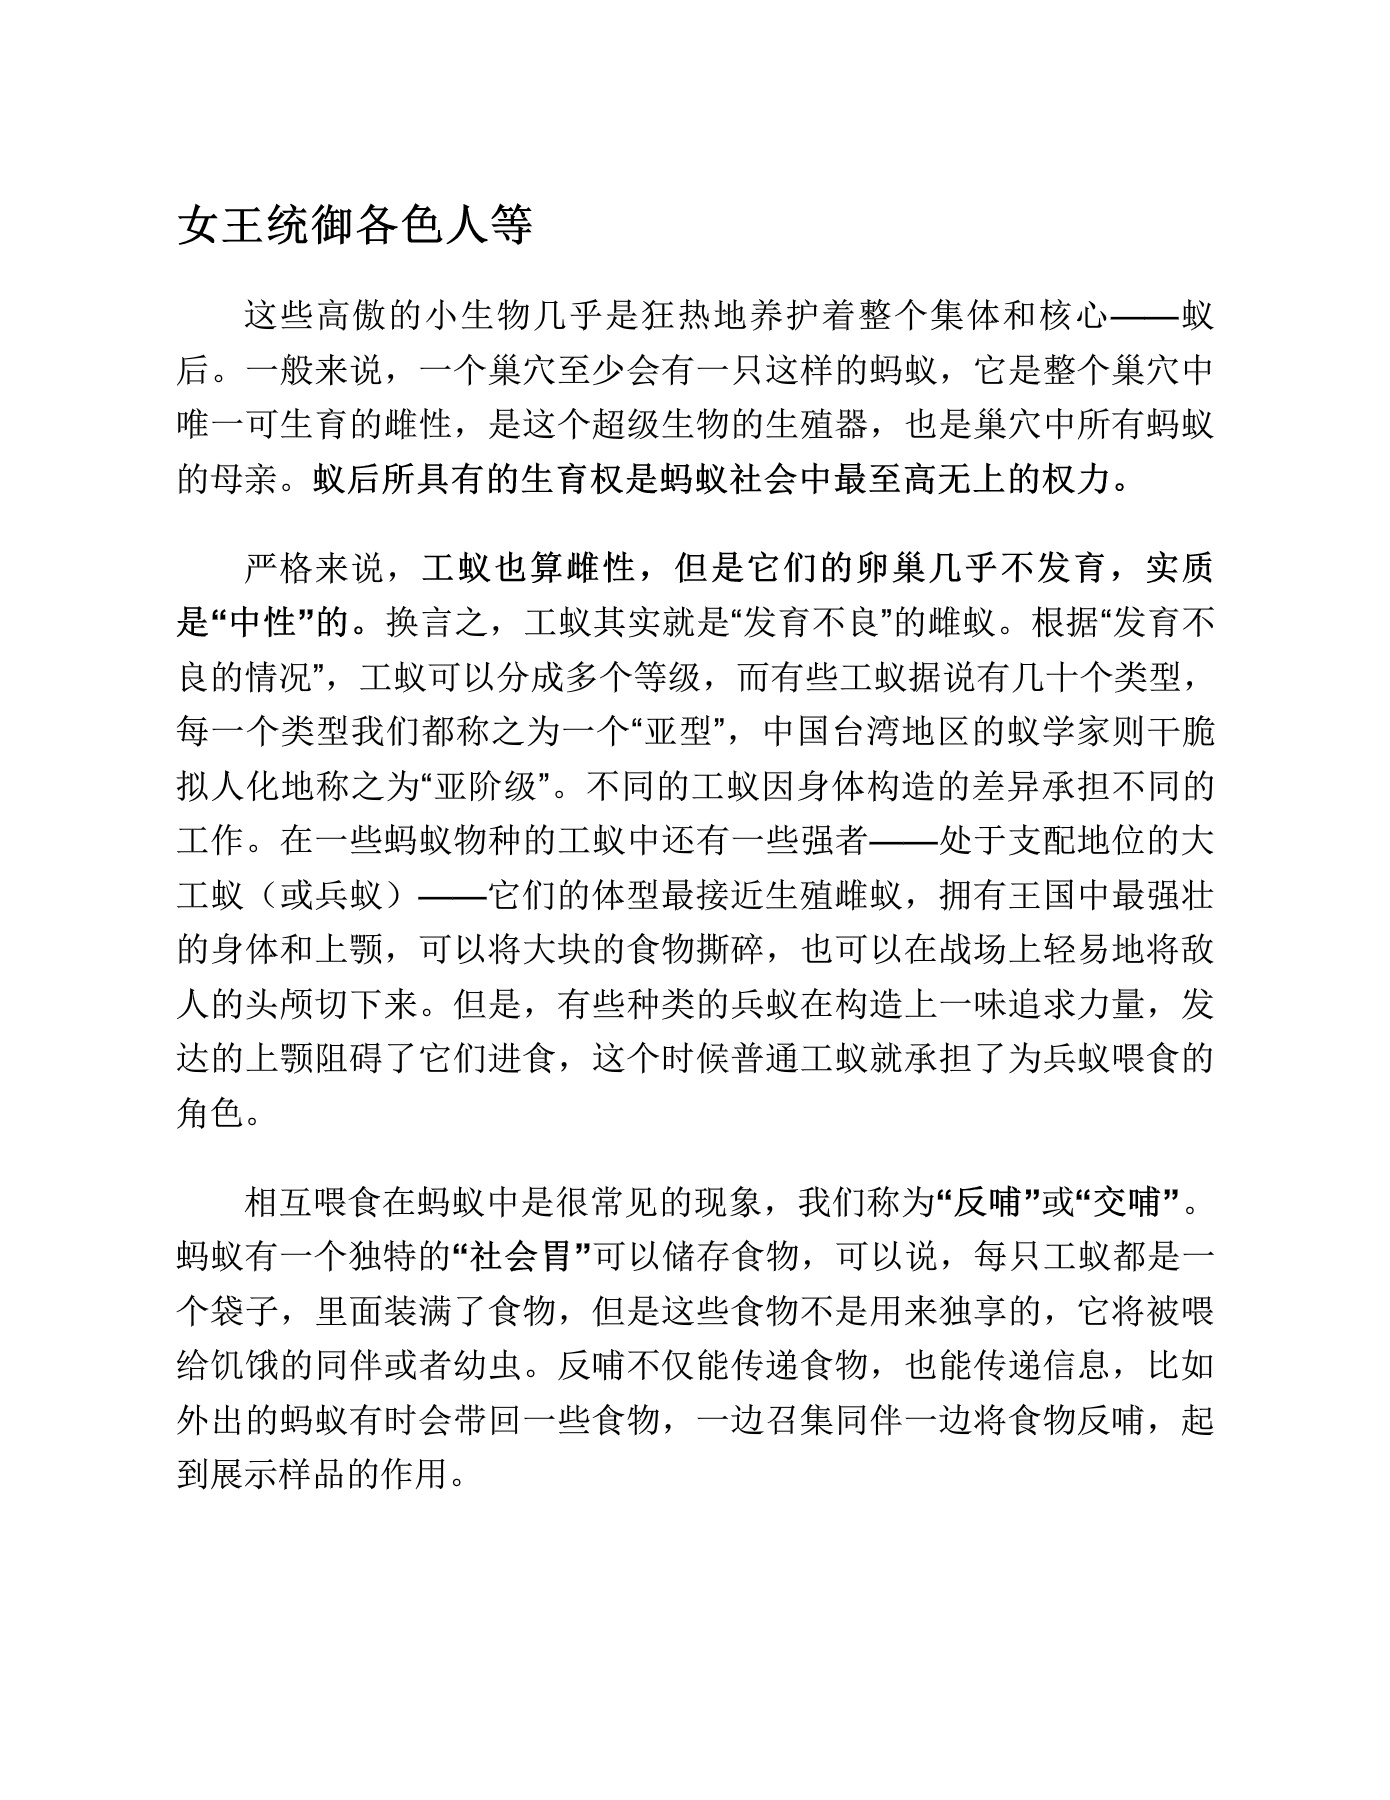 女王统御各色人等
这些高傲的小生物几乎是狂热地养护着整个集体和核心——蚁
后。一般来说，一个巢穴至少会有一只这样的蚂蚁，它是整个巢穴中
唯一可生育的雌性，是这个超级生物的生殖器，也是巢穴中所有蚂蚁
的母亲。蚁后所具有的生育权是蚂蚁社会中最至高无上的权力。
严格来说，工蚁也算雌性，但是它们的卵巢几乎不发育，实质
是“中性”的。换言之，工蚁其实就是“发育不良”的雌蚁。根据“发育不
良的情况”，工蚁可以分成多个等级，而有些工蚁据说有几十个类型，
每一个类型我们都称之为一个“亚型”，中国台湾地区的蚁学家则干脆
拟人化地称之为“亚阶级”。不同的工蚁因身体构造的差异承担不同的
工作。在一些蚂蚁物种的工蚁中还有一些强者——处于支配地位的大
工蚁（或兵蚁）——它们的体型最接近生殖雌蚁，拥有王国中最强壮
的身体和上颚，可以将大块的食物撕碎，也可以在战场上轻易地将敌
人的头颅切下来。但是，有些种类的兵蚁在构造上一味追求力量，发
达的上颚阻碍了它们进食，这个时候普通工蚁就承担了为兵蚁喂食的
角色。
相互喂食在蚂蚁中是很常见的现象，我们称为“反哺”或“交哺”。
蚂蚁有一个独特的“社会胃”可以储存食物，可以说，每只工蚁都是一
个袋子，里面装满了食物，但是这些食物不是用来独享的，它将被喂
给饥饿的同伴或者幼虫。反哺不仅能传递食物，也能传递信息，比如
外出的蚂蚁有时会带回一些食物，一边召集同伴一边将食物反哺，起
到展示样品的作用。